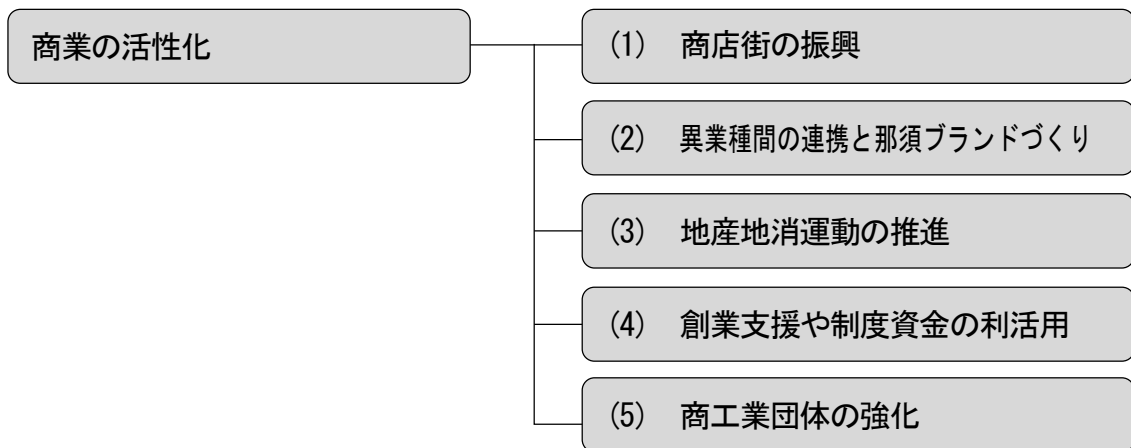 商業の活性化
(1) 商店街の振興
(2) 異業種間の連携と那須ブランドづくり
(3) 地産地消運動の推進
(4) 創業支援や制度資金の利活用
(5) 商工業団体の強化